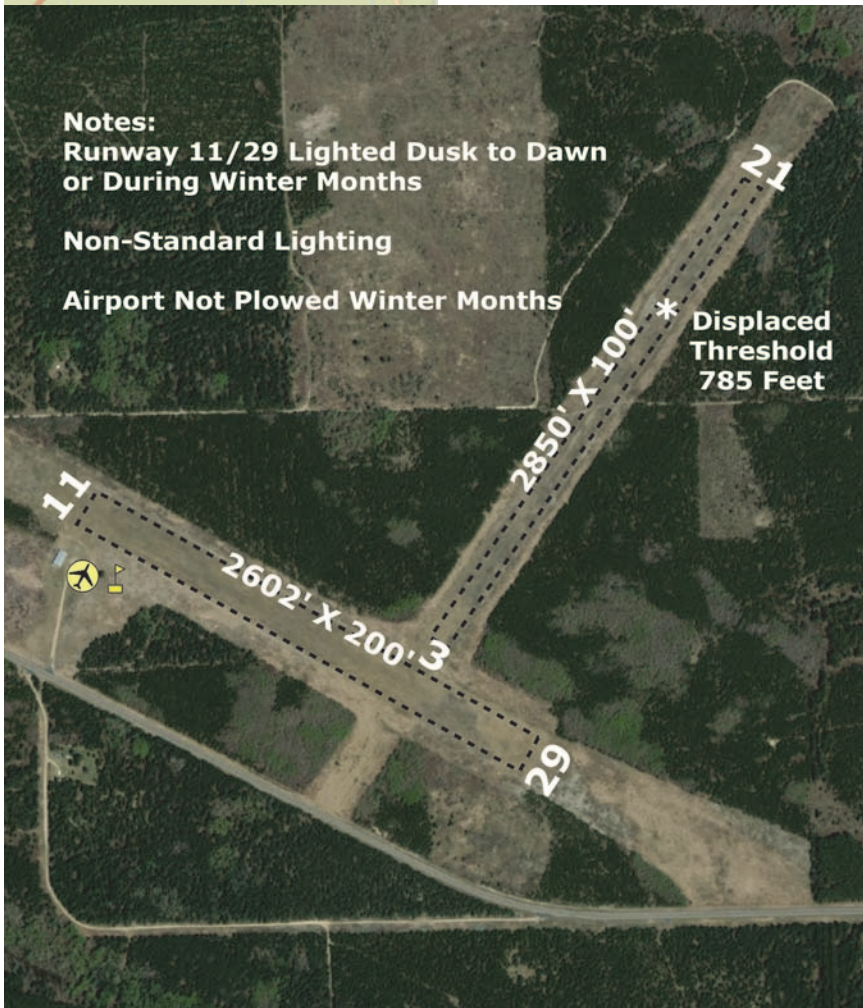 Notes:
Runway 11/29 Lighted Dusk to Dawn
or During Winter Months
Non-Standard Lighting
Airport Not Plowed Winter Months
21
*
Displaced
Threshold
785 Feet
2850' X 100'
11
2602' X 200'
3
29